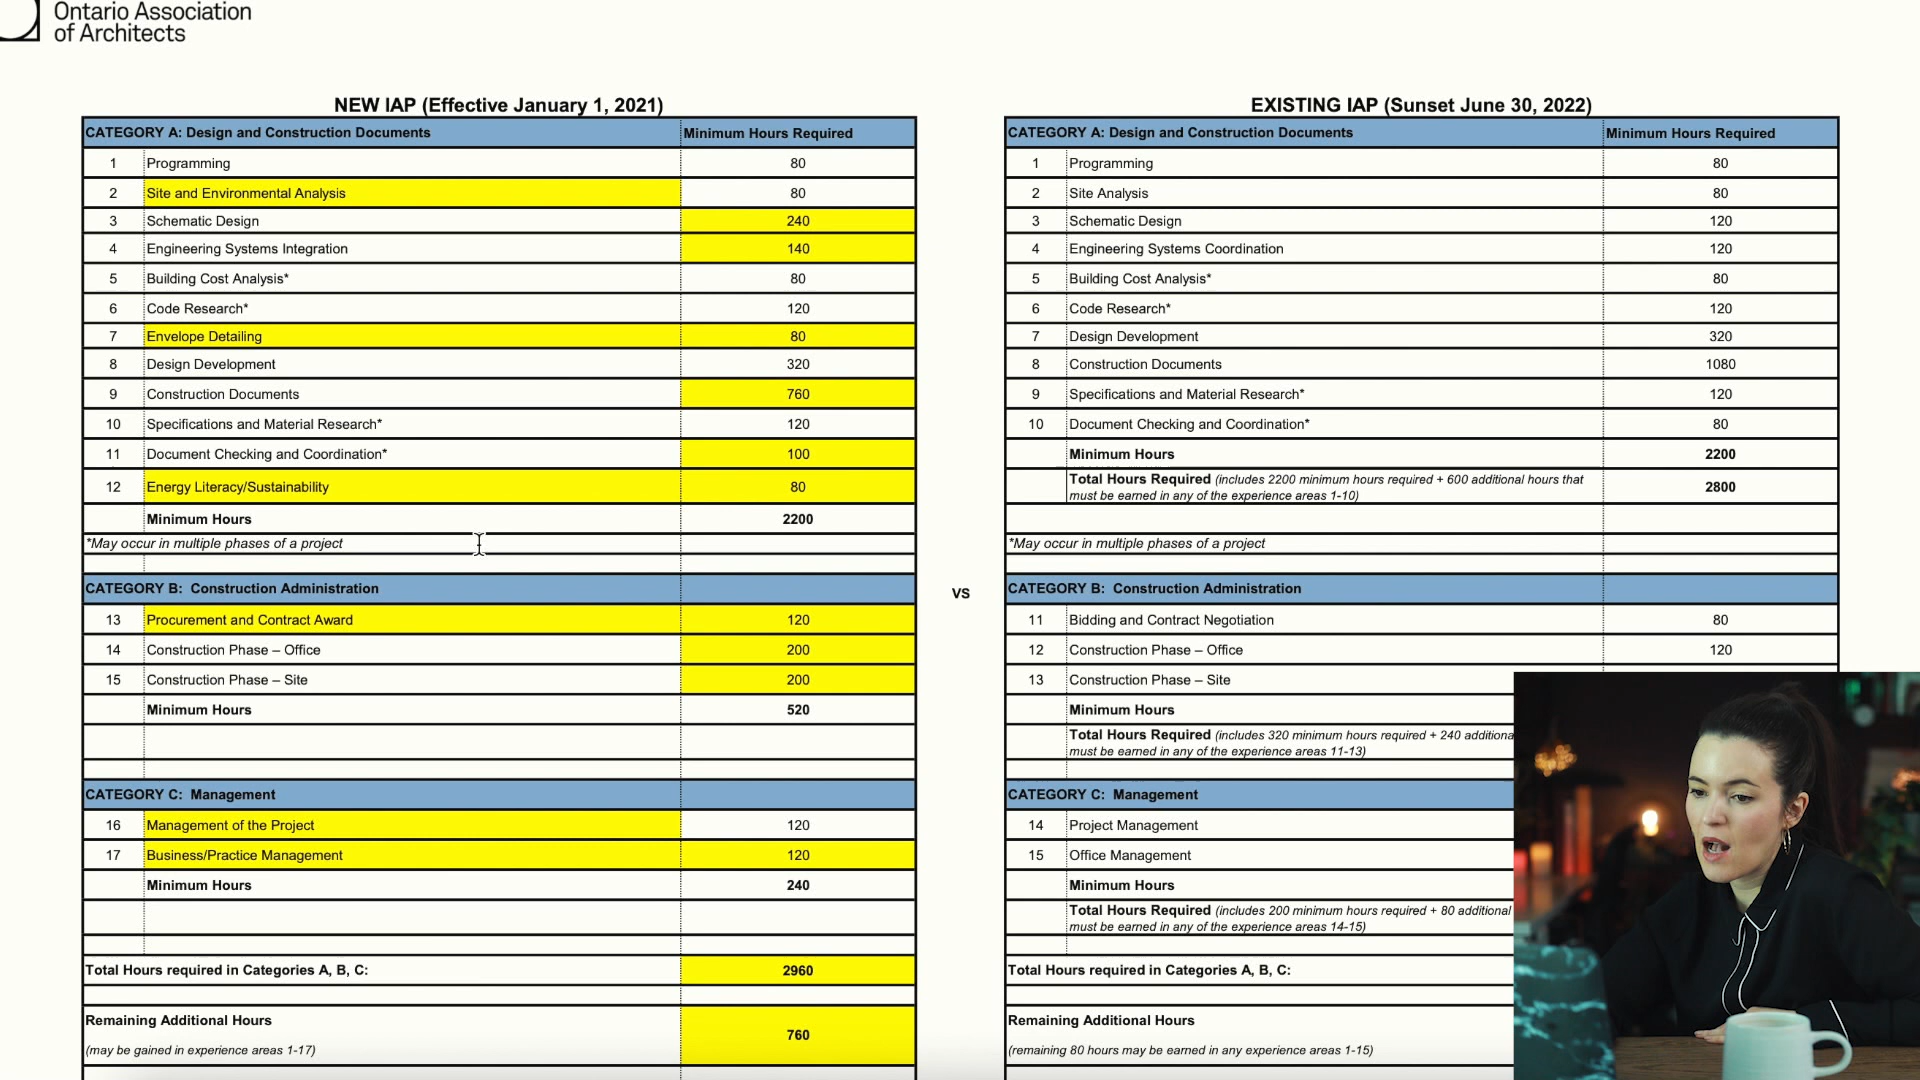 Ontario Association
of Architects
NEW IAP (Effective January 1, 2021)
CATEGORY A: Design and Construction Documents Minimum Hours Required
1 Programming 80
2 Site and Environmental Analysis 80
3 Schematic Design 240
4 Engineering Systems Integration 140
5 Building Cost Analysis* 80
6 Code Research* 120
7 Envelope Detailing 80
8 Design Development 320
9 Construction Documents 760
10 Specifications and Material Research* 120
11 Document Checking and Coordination* 100
12 Energy Literacy/Sustainability 80
Minimum Hours 2200
*May occur in multiple phases of a project
CATEGORY B: Construction Administration
13 Procurement and Contract Award 120
14 Construction Phase – Office 200
15 Construction Phase – Site 200
Minimum Hours 520
CATEGORY C: Management
16 Management of the Project 120
17 Business/Practice Management 120
Minimum Hours 240
Total Hours required in Categories A, B, C: 2960
Remaining Additional Hours 760
(may be gained in experience areas 1-17)
VS
EXISTING IAP (Sunset June 30, 2022)
CATEGORY A: Design and Construction Documents Minimum Hours Required
1 Programming 80
2 Site Analysis 80
3 Schematic Design 120
4 Engineering Systems Coordination 120
5 Building Cost Analysis* 80
6 Code Research* 120
7 Design Development 320
8 Construction Documents 1080
9 Specifications and Material Research* 120
10 Document Checking and Coordination* 80
Minimum Hours 2200
Total Hours Required (includes 2200 minimum hours required + 600 additional hours that 2800
must be earned in any of the experience areas 1-10)
*May occur in multiple phases of a project
CATEGORY B: Construction Administration
11 Bidding and Contract Negotiation 80
12 Construction Phase – Office 120
13 Construction Phase – Site
Minimum Hours
Total Hours Required (includes 320 minimum hours required + 240
must be earned in any of the experience areas 11-13)
CATEGORY C: Management
14 Project Management
15 Office Management
Minimum Hours
Total Hours Required (includes 200 minimum hours required + 80 additional
must be earned in any of the experience areas 14-15)
Total Hours required in Categories A, B, C:
Remaining Additional Hours
(remaining 80 hours may be earned in any experience areas 1-15)